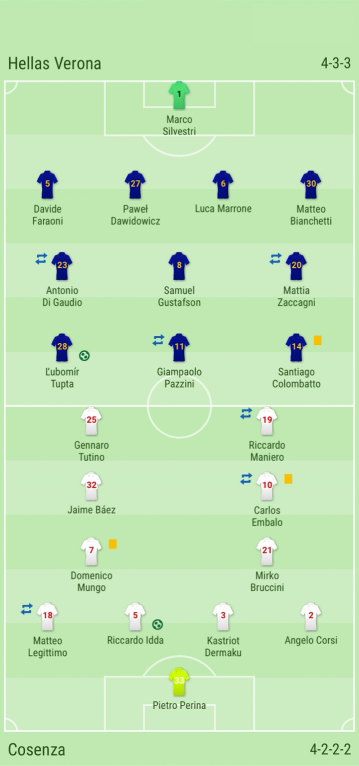 Hellas Verona 4-3-3
1
Marco
Silvestri
5 27 6 30
Davide Paweł Luca Marrone Matteo
Faraoni Dawidowicz Bianchetti
23 8 20
Antonio Samuel Mattia
Di Gaudio Gustafson Zaccagni
28 11 14
Ľubomír Giampaolo Santiago
Tupta Pazzini Colombatto
25 19
Gennaro Riccardo
Tutino Maniero
32 10
Jaime Báez Carlos
Embalo
7 21
Domenico Mirko
Mungo Bruccini
18 5 3 2
Matteo Riccardo Idda Kastriot Angelo Corsi
Legittimo Dermaku
33
Pietro Perina
Cosenza 4-2-2-2